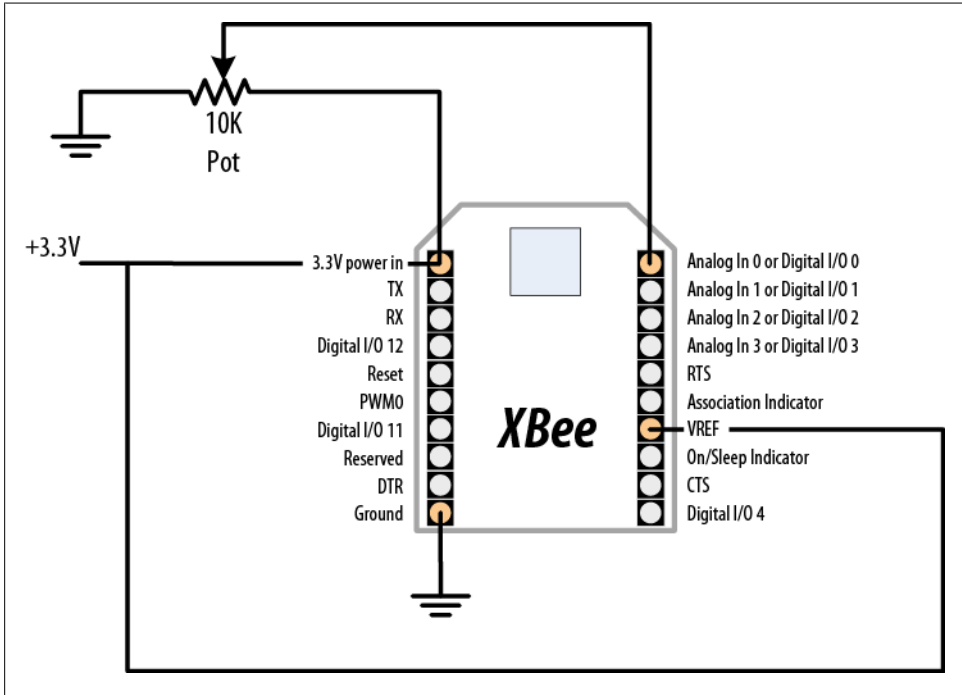 10K
Pot
+3.3V
3.3V power in
TX
RX
Digital I/O 12
Reset
PWM0
Digital I/O 11
Reserved
DTR
Ground
XBee
Analog In 0 or Digital I/O 0
Analog In 1 or Digital I/O 1
Analog In 2 or Digital I/O 2
Analog In 3 or Digital I/O 3
RTS
Association Indicator
VREF
On/Sleep Indicator
CTS
Digital I/O 4